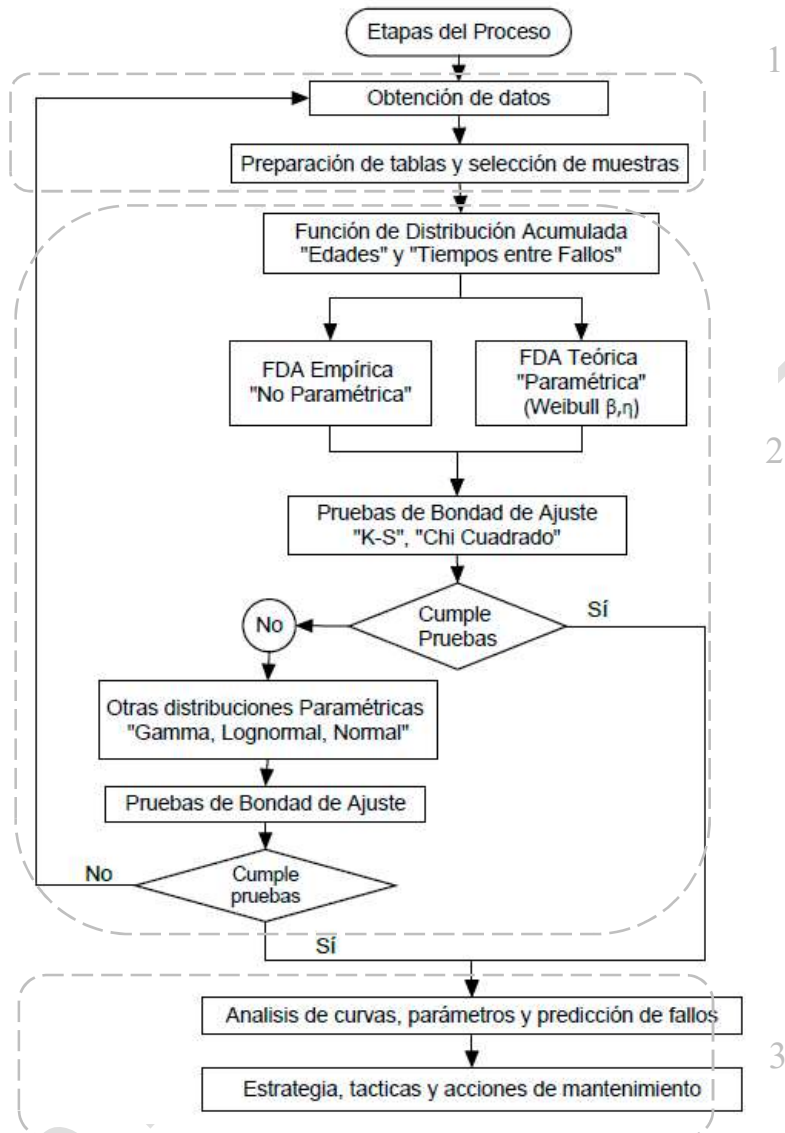 Etapas del Proceso
1
Obtención de datos
Preparación de tablas y selección de muestras
Función de Distribución Acumulada
"Edades" y "Tiempos entre Fallos"
FDA Empírica
"No Paramétrica"
FDA Teórica
"Paramétrica"
(Weibull β,η)
2
Pruebas de Bondad de Ajuste
"K-S", "Chi Cuadrado"
Cumple
Pruebas
Sí
No
Otras distribuciones Paramétricas
"Gamma, Lognormal, Normal"
Pruebas de Bondad de Ajuste
Cumple
pruebas
No
Sí
Analisis de curvas, parámetros y predicción de fallos
3
Estrategia, tacticas y acciones de mantenimiento